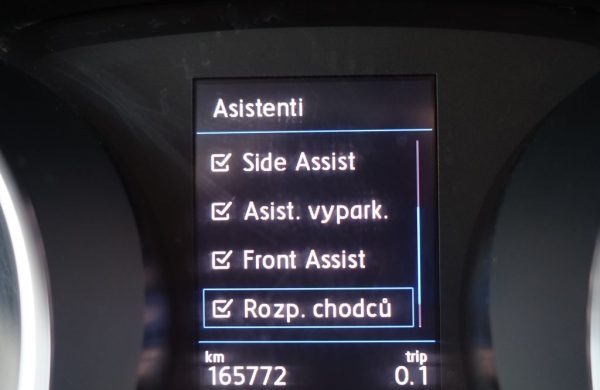 Asistenti
Side Assist
Asist. vypark.
Front Assist
Rozp. chodců
km trip
165772 0.1